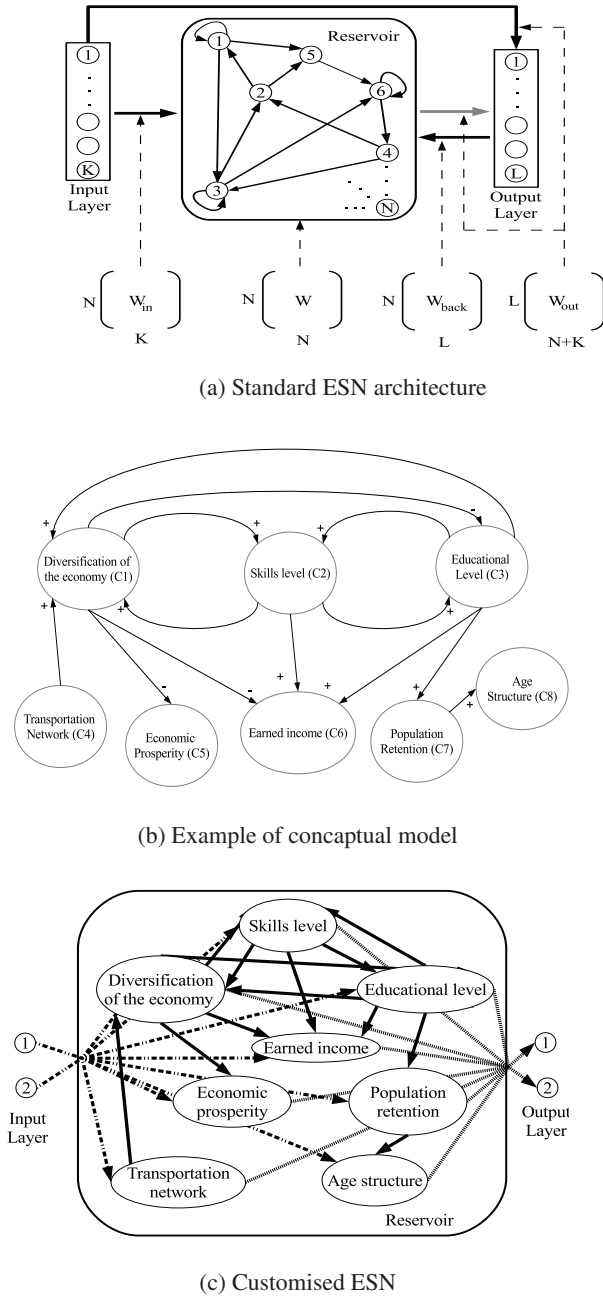 Reservoir
1
1
1
5
2
6
4
3
K
N
L
Input
Layer
Output
Layer
N
W_in
K
N
W
N
N
W_back
L
L
W_out
N+K
(a) Standard ESN architecture
+
-
+
+
Diversification of
the economy (C1)
Skills level (C2)
Educational
Level (C3)
+
+
+
-
-
+
+
+
+
Transportation
Network (C4)
Economic
Prosperity (C5)
Earned income (C6)
Population
Retention (C7)
Age
Structure (C8)
(b) Example of concaptual model
Skills level
Diversification
of the economy
Educational level
Earned income
Economic
prosperity
Population
retention
Transportation
network
Age structure
1
2
Input
Layer
1
2
Output
Layer
Reservoir
(c) Customised ESN